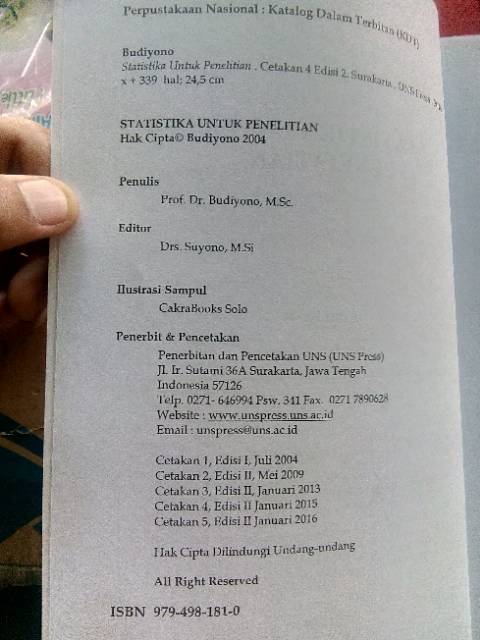 Perpustakaan Nasional : Katalog Dalam Terbitan (KDT)
Budiyono
Statistika Untuk Penelitian . Cetakan 4 Edisi 2. Surakarta . UNS
x + 339 hal; 24,5 cm
STATISTIKA UNTUK PENELITIAN
Hak Cipta© Budiyono 2004
Penulis
Prof. Dr. Budiyono, M.Sc.
Editor
Drs. Suyono, M.Si
Ilustrasi Sampul
CakraBooks Solo
Penerbit & Pencetakan
Penerbitan dan Pencetakan UNS (UNS Press)
Jl. Ir. Sutami 36A Surakarta, Jawa Tengah
Indonesia 57126
Telp. 0271- 646994 Psw. 341 Fax. 0271 7890628
Website : www.unspress.uns.ac.id
Email : unspress@uns.ac.id
Cetakan 1, Edisi I, Juli 2004
Cetakan 2, Edisi II, Mei 2009
Cetakan 3, Edisi II, Januari 2013
Cetakan 4, Edisi II Januari 2015
Cetakan 5, Edisi II Januari 2016
Hak Cipta Dilindungi Undang-undang
All Right Reserved
ISBN 979-498-181-0